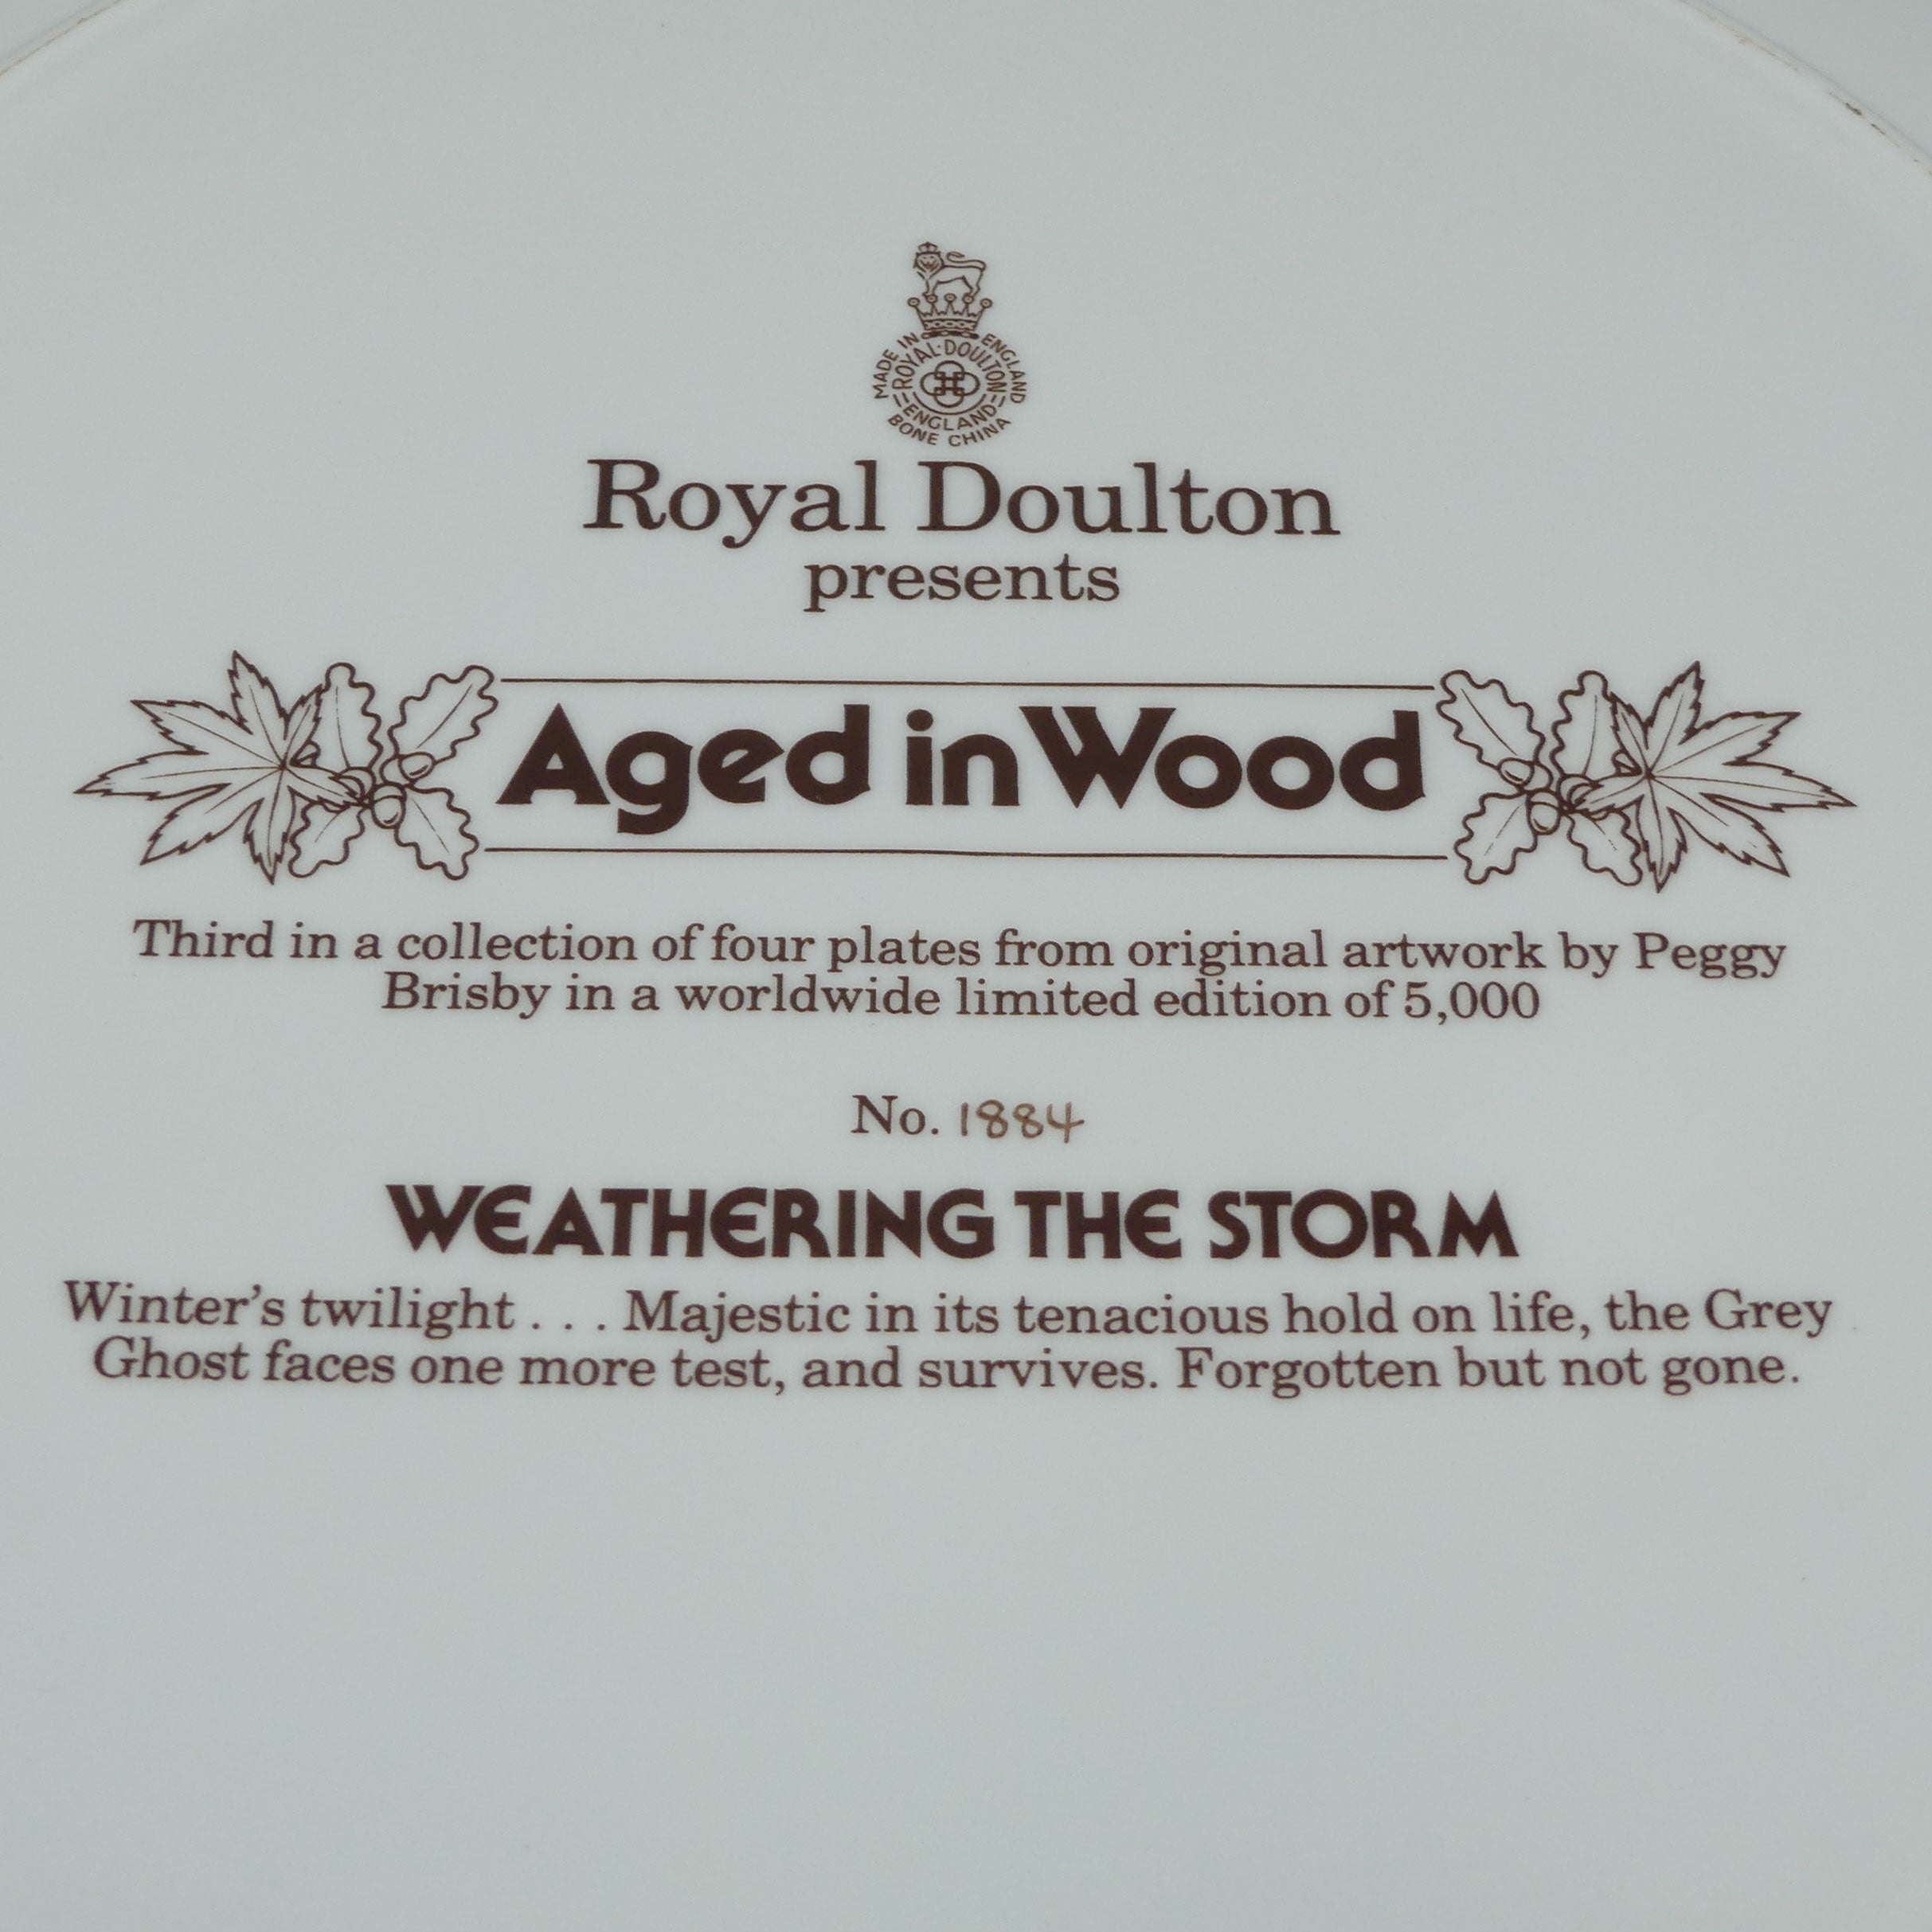 MADE IN ENGLAND
ROYAL·DOULTON
ENGLAND
BONE CHINA
Royal Doulton
presents
Aged in Wood
Third in a collection of four plates from original artwork by Peggy
Brisby in a worldwide limited edition of 5,000
No. 1884
WEATHERING THE STORM
Winter's twilight . . . Majestic in its tenacious hold on life, the Grey
Ghost faces one more test, and survives. Forgotten but not gone.